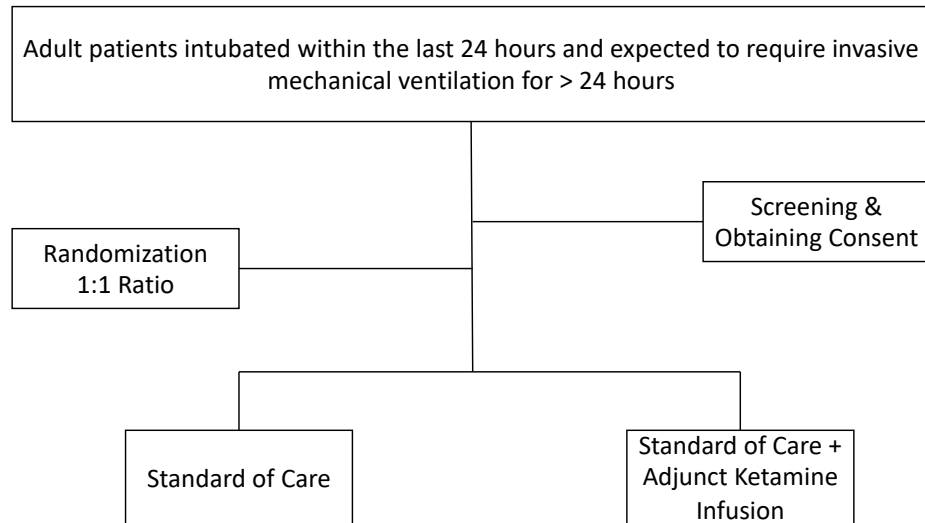 Adult patients intubated within the last 24 hours and expected to require invasive
mechanical ventilation for > 24 hours
Screening &
Obtaining Consent
Randomization
1:1 Ratio
Standard of Care
Standard of Care +
Adjunct Ketamine
Infusion